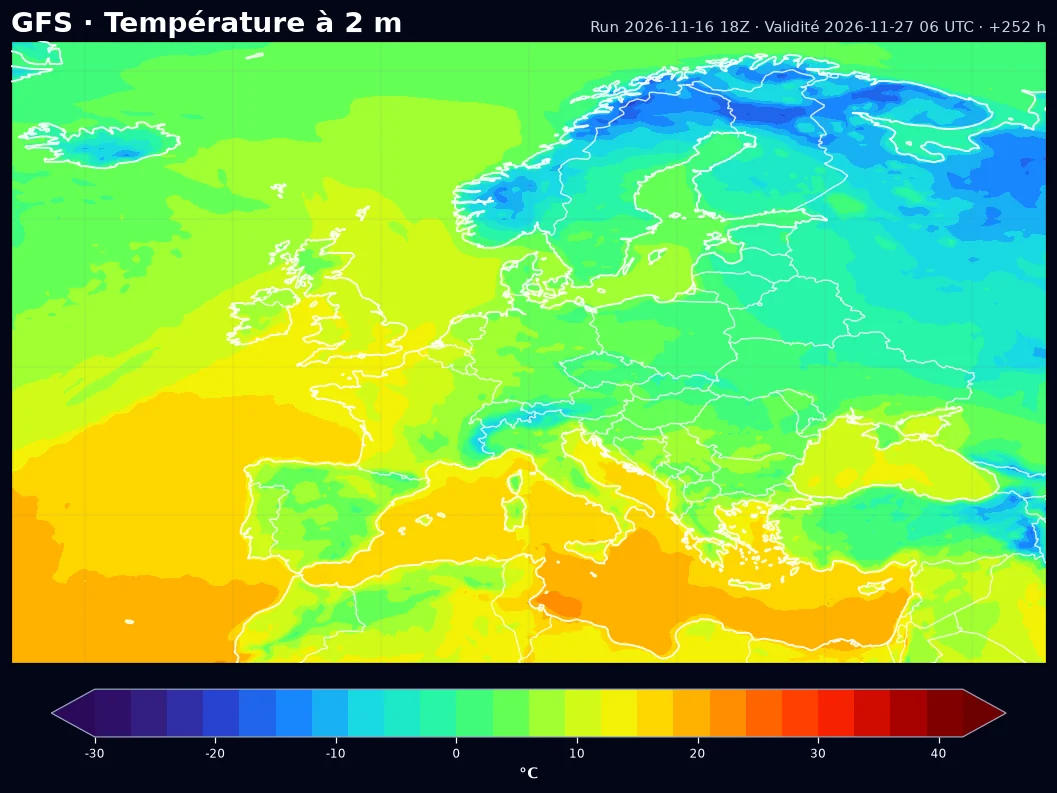 GFS · Température à 2 m
Run 2026-11-16 18Z · Validité 2026-11-27 06 UTC · +252 h
-30 -20 -10 0 10 20 30 40
°C